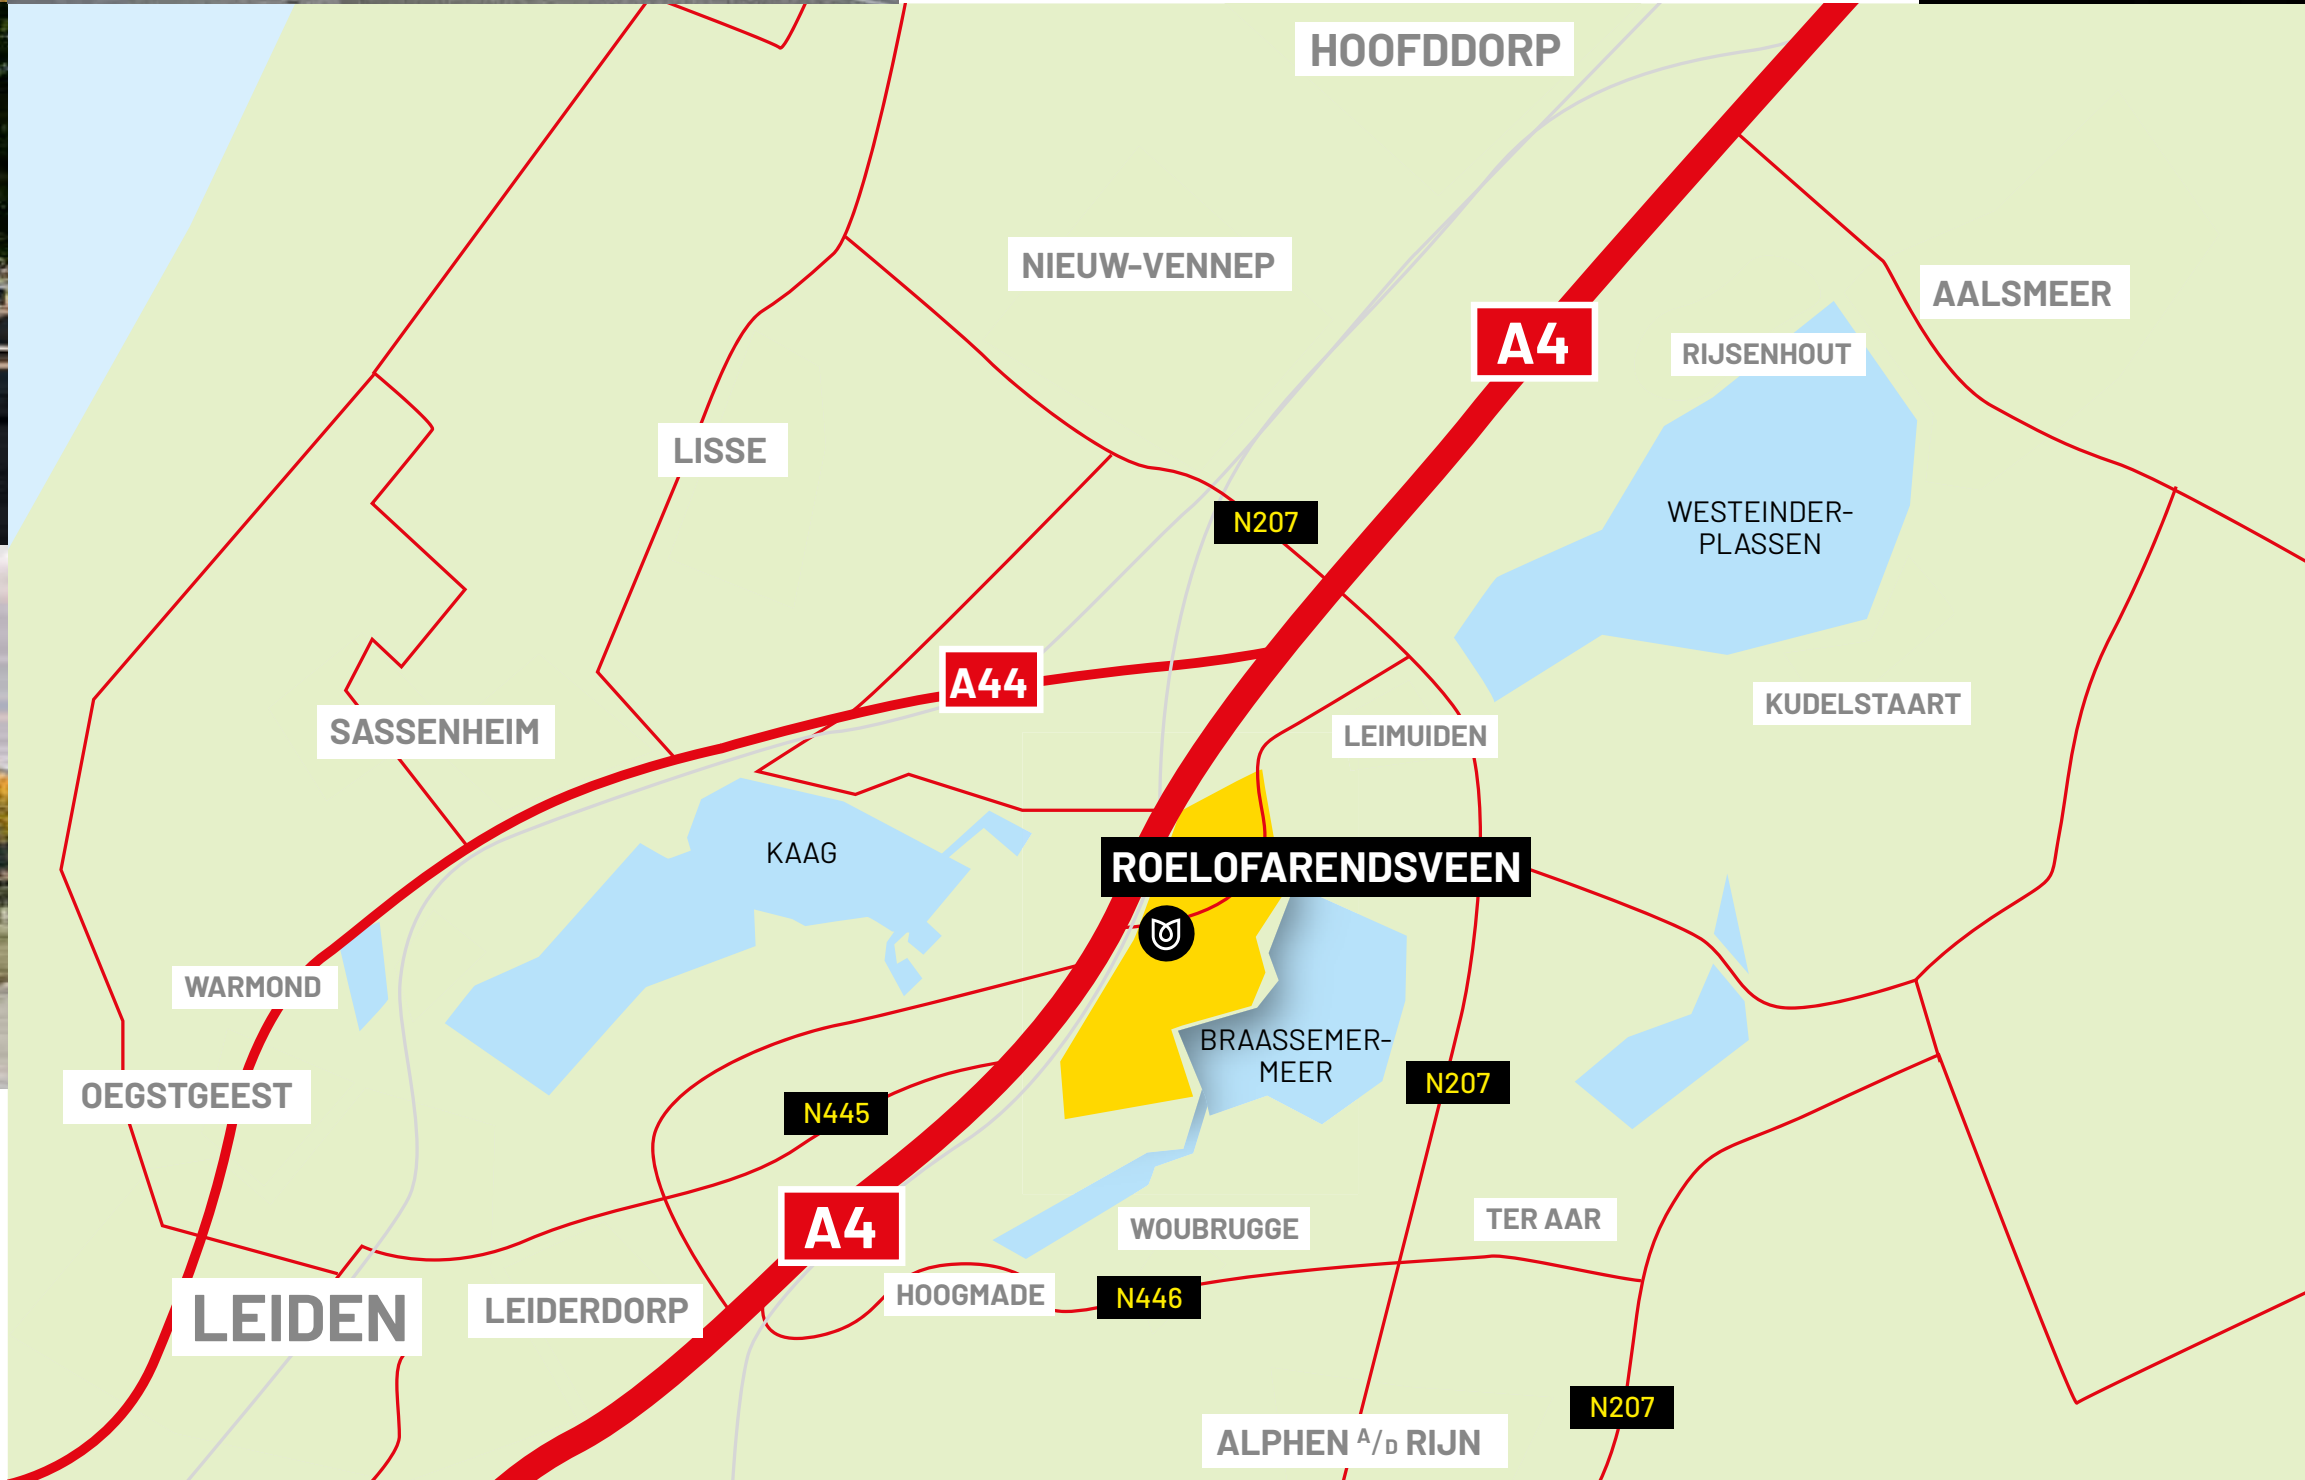 HOOFDDORP
NIEUW-VENNEP
AALSMEER
A4
RIJSENHOUT
LISSE
WESTEINDER-
PLASSEN
N207
A44
KUDELSTAART
SASSENHEIM
LEIMUIDEN
KAAG
ROELOFARENDSVEEN
WARMOND
BRAASSEMER-
MEER
N207
OEGSTGEEST
N445
A4
WOUBRUGGE
TER AAR
HOOGMADE
N446
LEIDEN
LEIDERDORP
N207
ALPHEN A/D RIJN